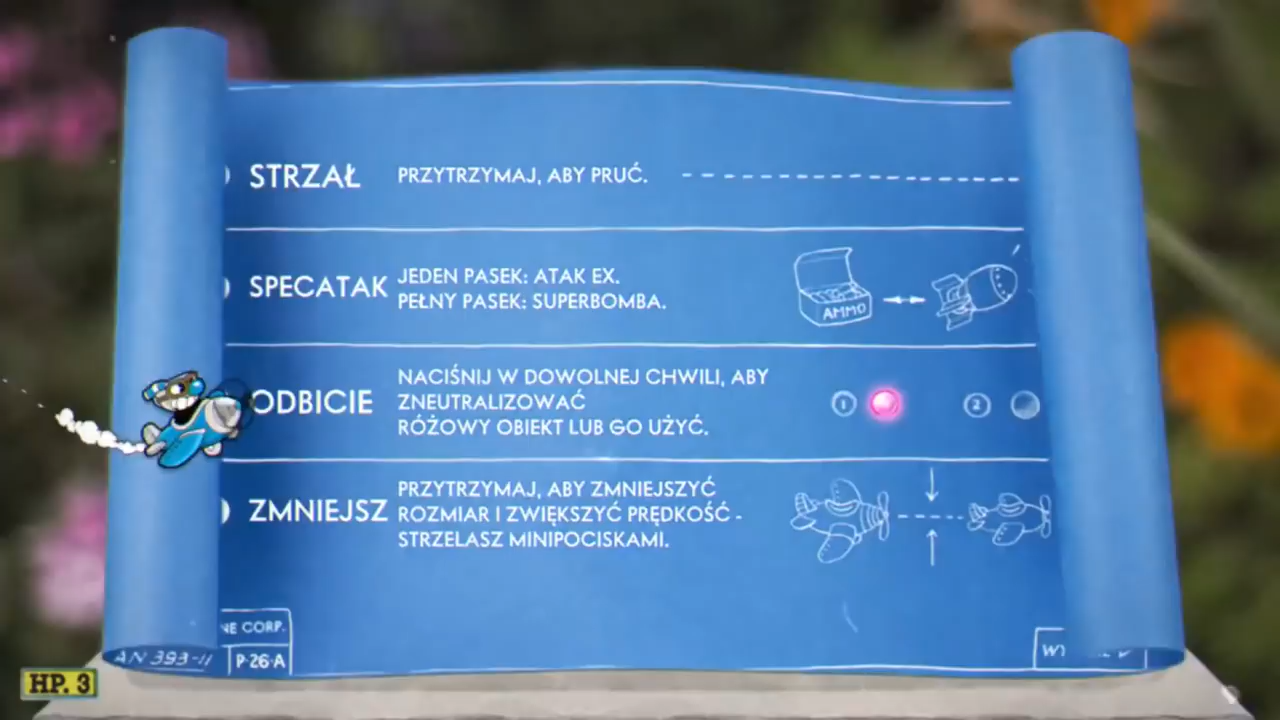 STRZAŁ PRZYTRZYMAJ, ABY PRUĆ.
SPECATAK JEDEN PASEK: ATAK EX.
PEŁNY PASEK: SUPERBOMBA.
AMMO
ODBICIE NACIŚNIJ W DOWOLNEJ CHWILI, ABY
ZNEUTRALIZOWAĆ
RÓŻOWY OBIEKT LUB GO UŻYĆ.
1 2
ZMNIEJSZ PRZYTRZYMAJ, ABY ZMNIEJSZYĆ
ROZMIAR I ZWIĘKSZYĆ PRĘDKOŚĆ -
STRZELASZ MINIPOCISKAMI.
NE CORP.
AN 393-11 P-26-A
HP. 3